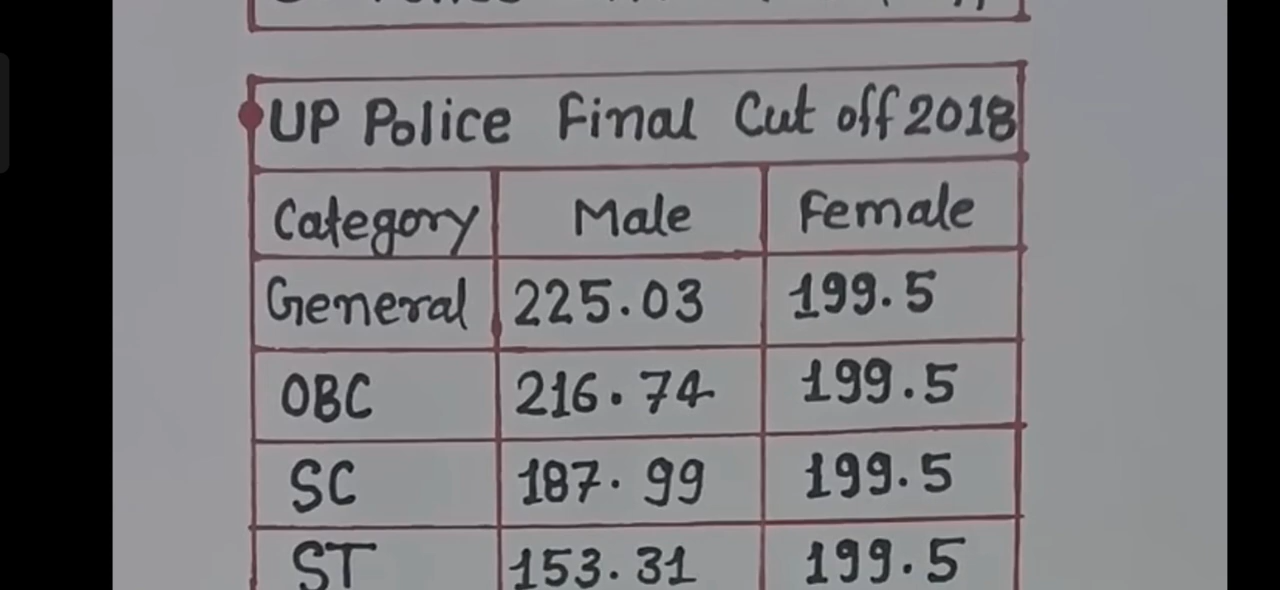 UP Police Final Cut off 2018
Category Male Female
General 225.03 199.5
OBC 216.74 199.5
SC 187.99 199.5
ST 153.31 199.5